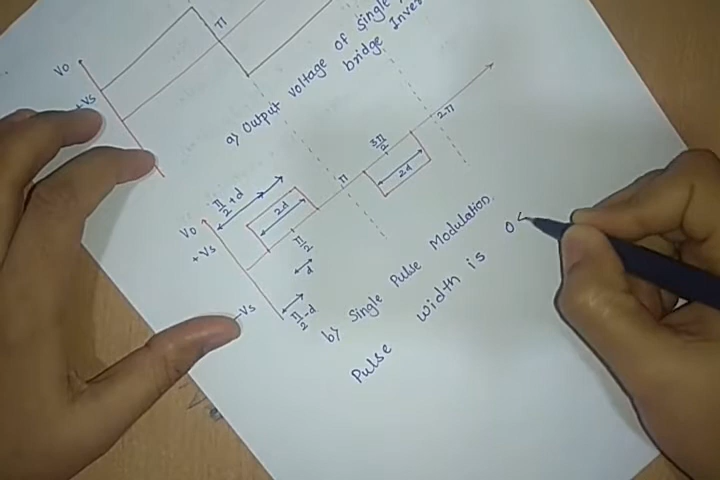 Vo
+Vs
π
a) Output voltage of Single
bridge
Vo
+Vs
π/2+d
2d
π/2
d
π/2-d
-Vs
π
3π/2
2d
2π
b) Single Pulse Modulation.
Pulse width is 0<